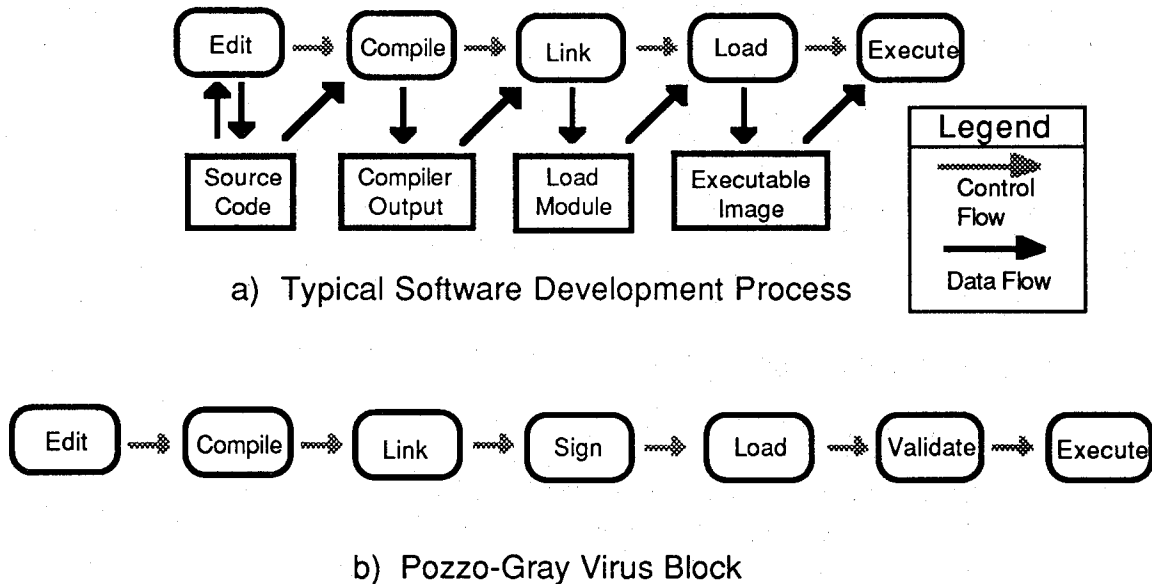 Edit
Compile
Link
Load
Execute
Source
Code
Compiler
Output
Load
Module
Executable
Image
Legend
Control
Flow
Data Flow
a) Typical Software Development Process
Edit
Compile
Link
Sign
Load
Validate
Execute
b) Pozzo-Gray Virus Block